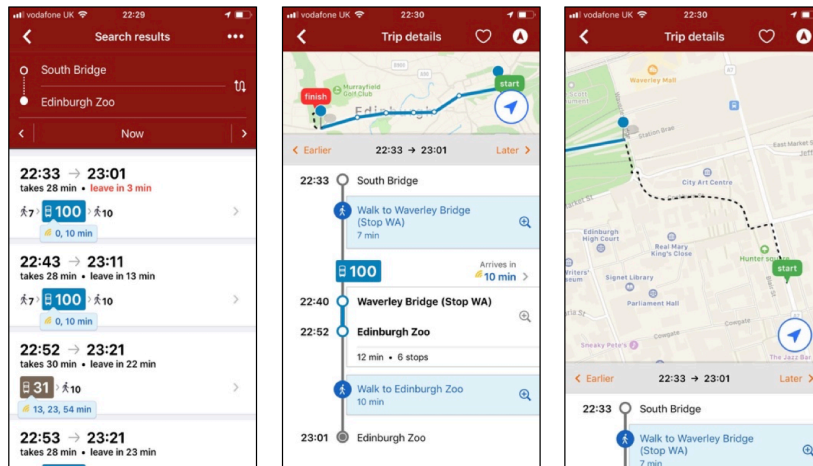 vodafone UK 22:29
Search results
South Bridge
Edinburgh Zoo
Now
22:33 → 23:01
takes 28 min • leave in 3 min
7 › 100 › 10
0, 10 min
22:43 → 23:11
takes 28 min • leave in 13 min
7 › 100 › 10
0, 10 min
22:52 → 23:21
takes 30 min • leave in 22 min
31 › 10
13, 23, 54 min
22:53 → 23:21
takes 28 min • leave in 23 min
vodafone UK 22:30
Trip details
Murrayfield
Golf Club
start
finish
Earlier 22:33 → 23:01 Later
22:33 South Bridge
Walk to Waverley Bridge
(Stop WA)
7 min
100 Arrives in
10 min
22:40 Waverley Bridge (Stop WA)
22:52 Edinburgh Zoo
12 min • 6 stops
Walk to Edinburgh Zoo
10 min
23:01 Edinburgh Zoo
vodafone UK 22:30
Trip details
Waverley Mall
A7
Station Brae
East Market S
Jeff
City Art Centre
Edinburgh
High Court
Real Mary
King's Close
Hunter square
start
Signet Library
Parliament Hall
Cowgate
Cowgate
Sneaky Pete's
The Jazz Bar
Earlier 22:33 → 23:01 Later
22:33 South Bridge
Walk to Waverley Bridge
(Stop WA)
7 min